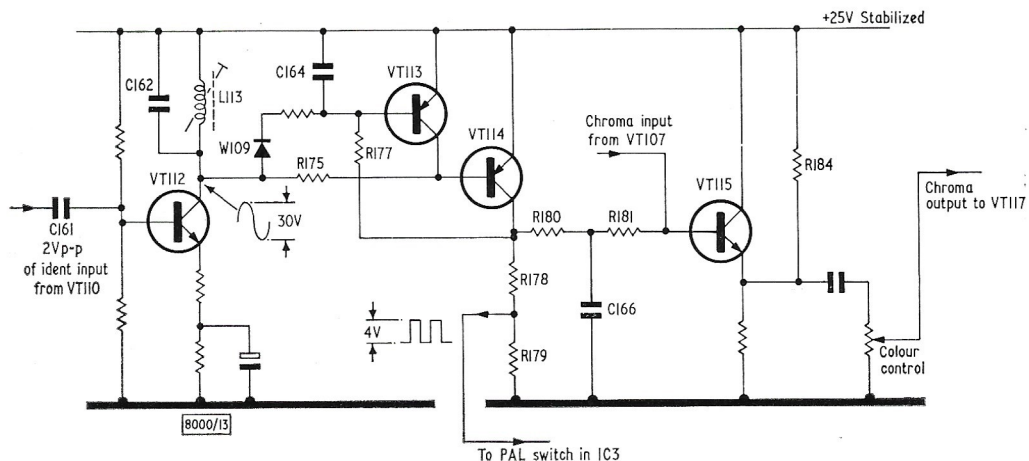 +25V Stabilized
C162
L113
C164
VT113
VT114
W109
R177
Chroma input
from VT107
R184
R175
VT112
VT115
Chroma
output to VT117
30V
R180
R181
C161
2Vp-p
of ident input
from VT110
R178
C166
4V
R179
Colour
control
8000/13
To PAL switch in IC3